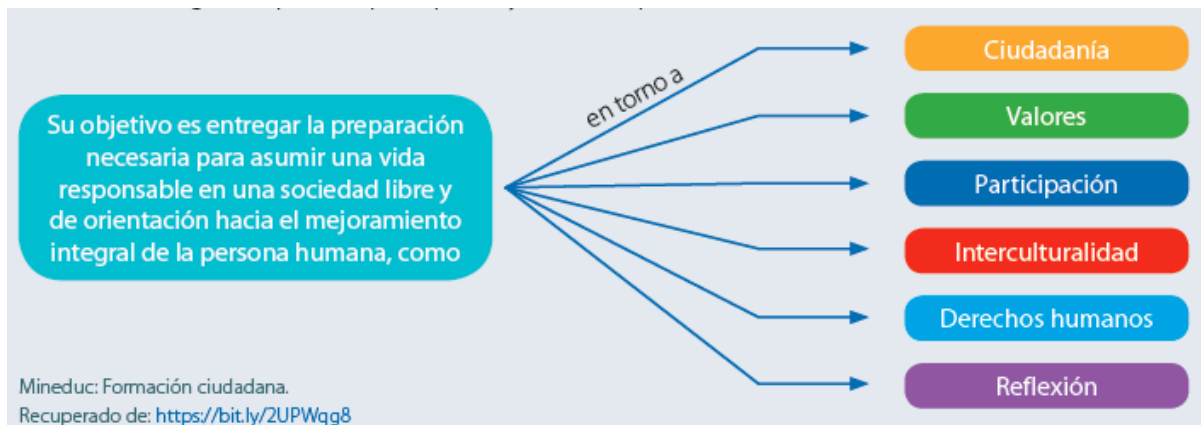 Su objetivo es entregar la preparación
necesaria para asumir una vida
responsable en una sociedad libre y
de orientación hacia el mejoramiento
integral de la persona humana, como
en torno a
Ciudadanía
Valores
Participación
Interculturalidad
Derechos humanos
Reflexión
Mineduc: Formación ciudadana.
Recuperado de: https://bit.ly/2UPWqg8